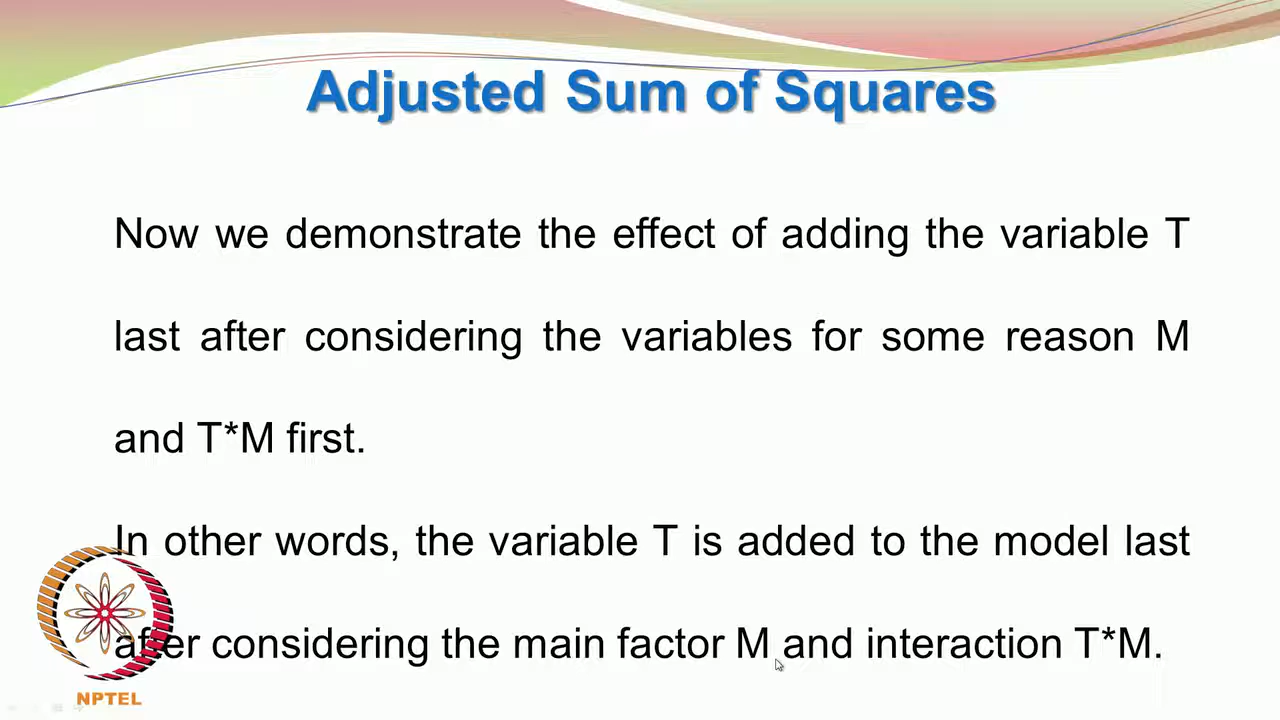 Adjusted Sum of Squares
Now we demonstrate the effect of adding the variable T
last after considering the variables for some reason M
and T*M first.
In other words, the variable T is added to the model last
after considering the main factor M and interaction T*M.
NPTEL